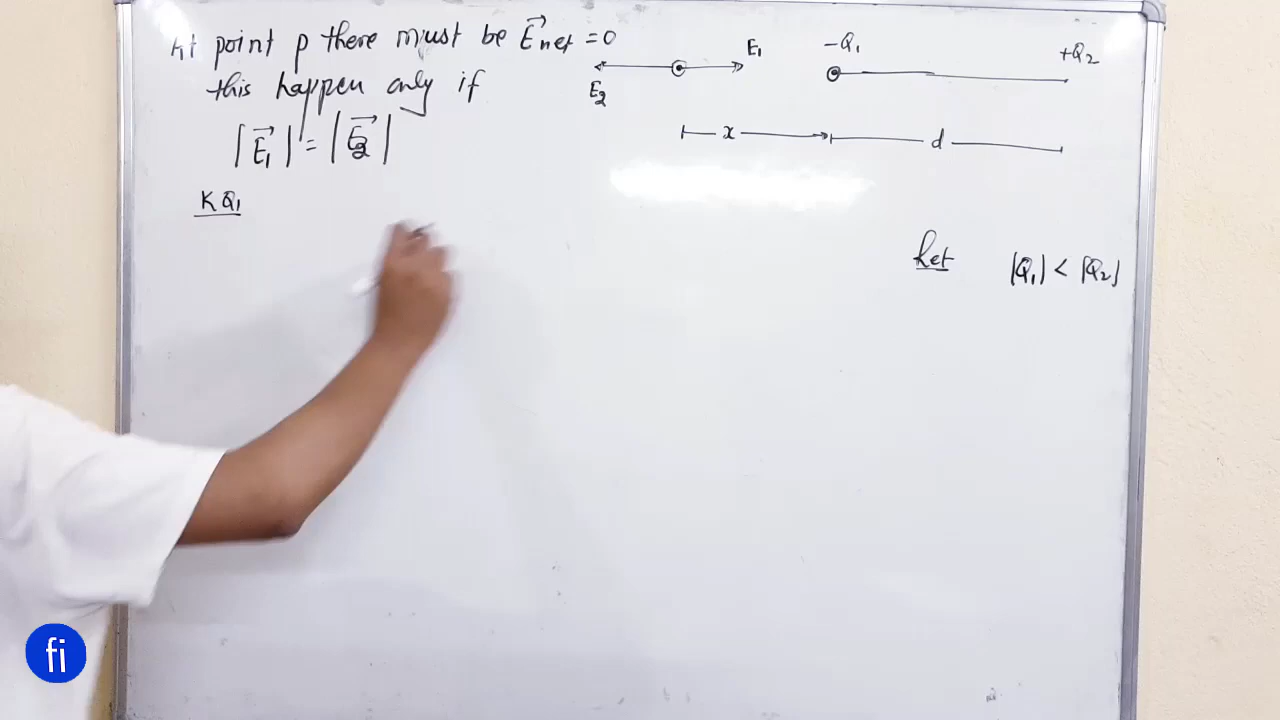 At point p there must be E⃗net = 0
this happen only if
|E⃗₁| = |E⃗₂|
KQ₁
E₂
E₁
-Q₁
+Q₂
x
d
Let |Q₁| < |Q₂|
fi